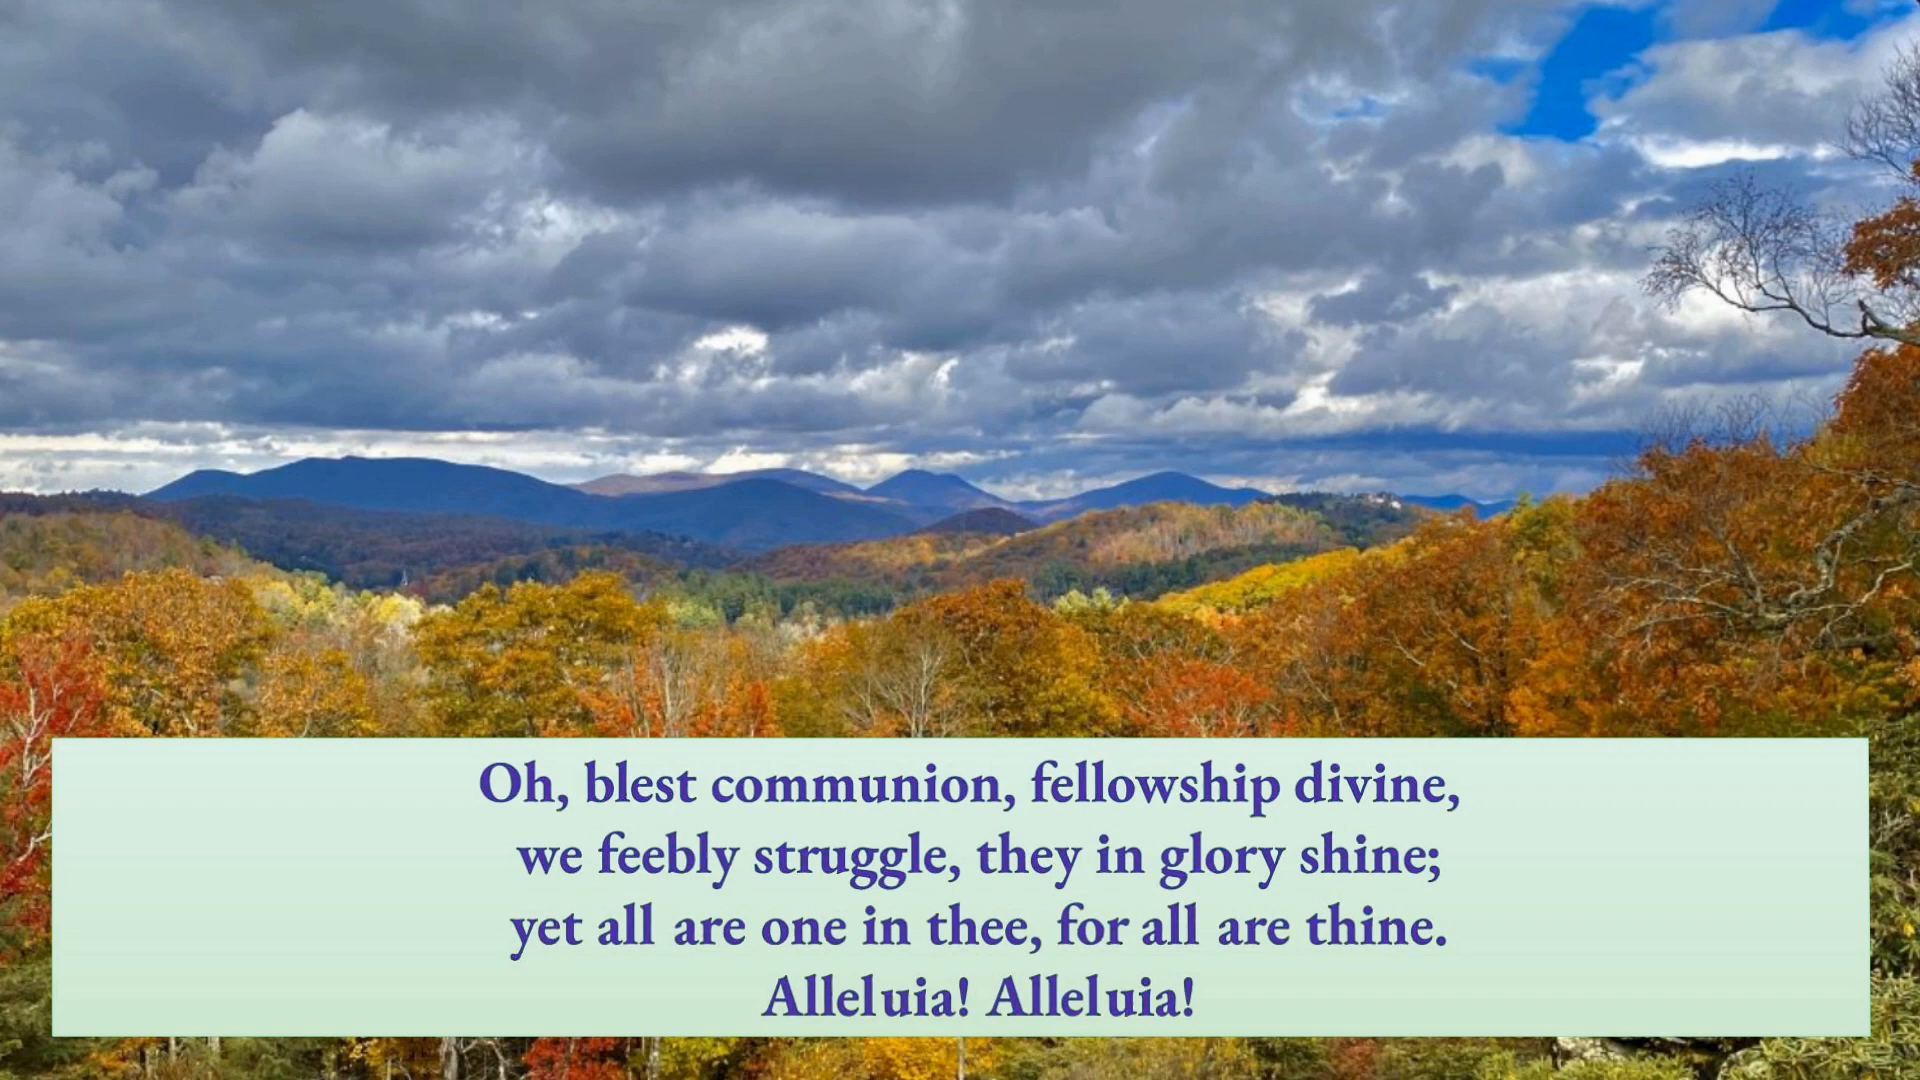 Oh, blest communion, fellowship divine,
we feebly struggle, they in glory shine;
yet all are one in thee, for all are thine.
Alleluia! Alleluia!